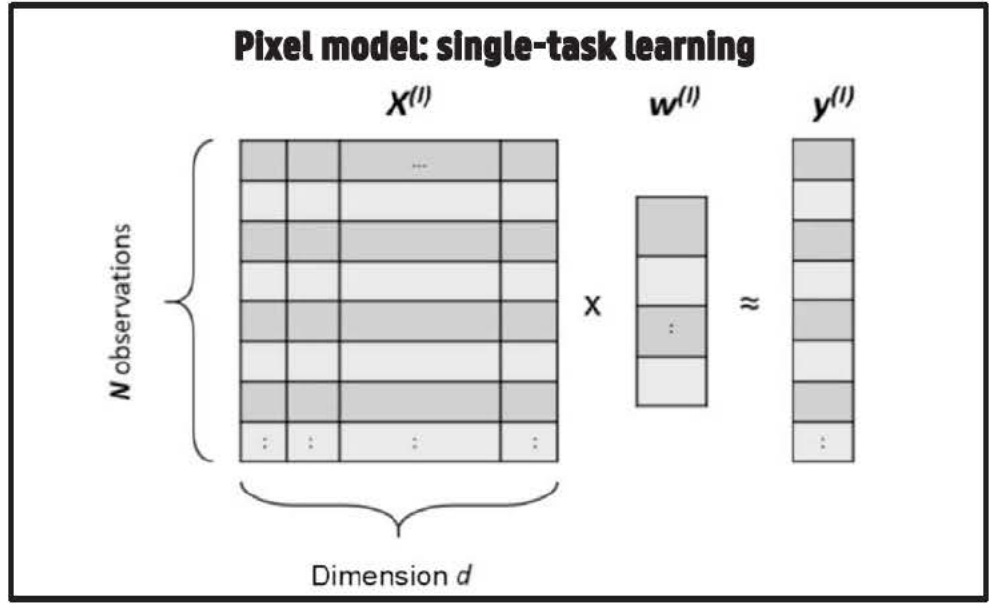 Pixel model: single-task learning
X(l) w(l) y(l)
...
N observations
x ≈
:
: : : : :
Dimension d